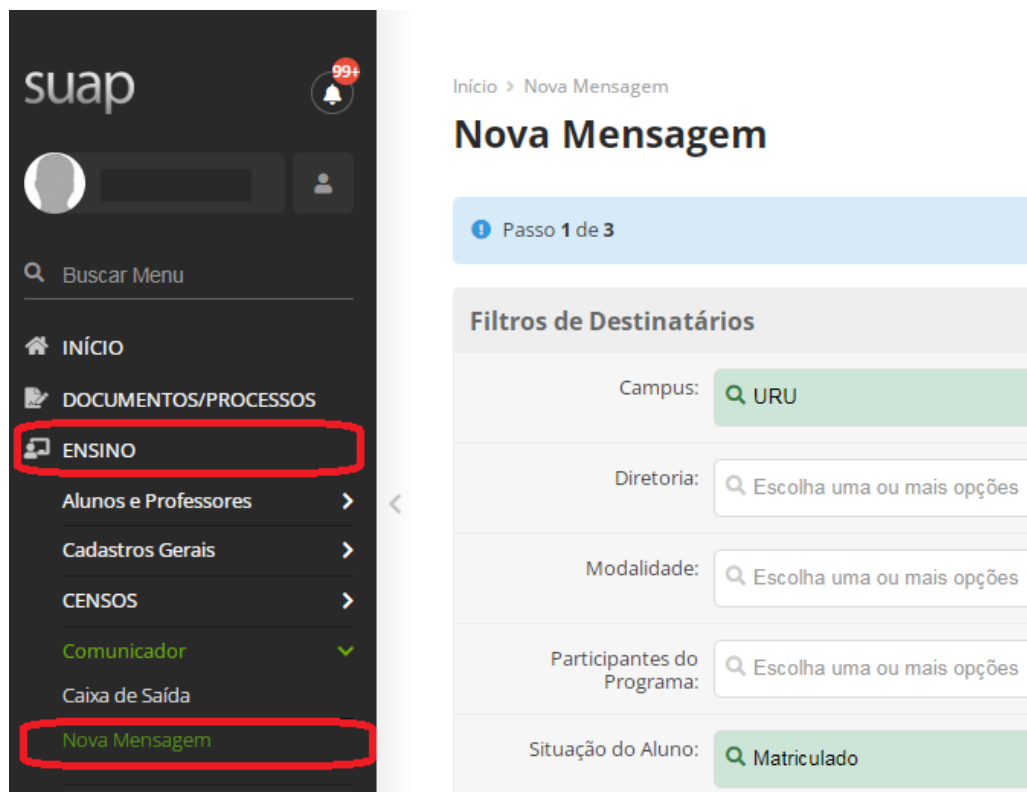 suap
99+
Buscar Menu
INÍCIO
DOCUMENTOS/PROCESSOS
ENSINO
Alunos e Professores
Cadastros Gerais
CENSOS
Comunicador
Caixa de Saída
Nova Mensagem
Início > Nova Mensagem
Nova Mensagem
Passo 1 de 3
Filtros de Destinatários
Campus:
URU
Diretoria:
Escolha uma ou mais opções
Modalidade:
Escolha uma ou mais opções
Participantes do
Programa:
Escolha uma ou mais opções
Situação do Aluno:
Matriculado